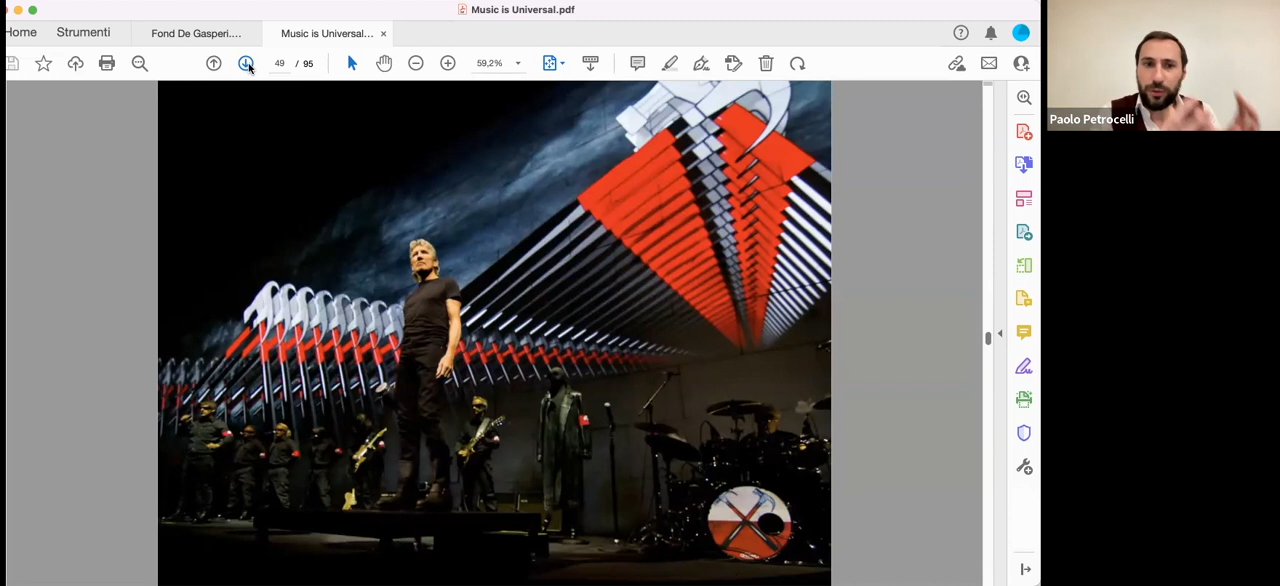 Music is Universal.pdf
Home
Strumenti
Fond De Gasperi....
Music is Universal...
49 / 95
59,2%
Paolo Petrocelli